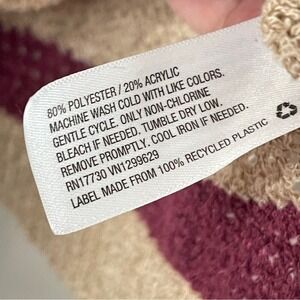 80% POLYESTER / 20% ACRYLIC
MACHINE WASH COLD WITH LIKE COLORS.
GENTLE CYCLE. ONLY NON-CHLORINE
BLEACH IF NEEDED. TUMBLE DRY LOW.
REMOVE PROMPTLY. COOL IRON IF NEEDED.
RN17730 VN1299629
LABEL MADE FROM 100% RECYCLED PLASTIC